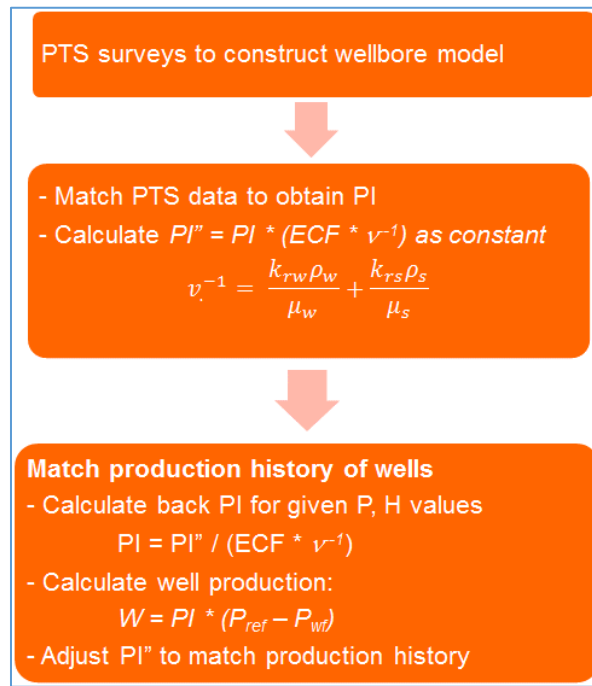 PTS surveys to construct wellbore model
- Match PTS data to obtain PI
- Calculate PI” = PI * (ECF * ν⁻¹) as constant
v.⁻¹ = k_rw ρ_w / μ_w + k_rs ρ_s / μ_s
Match production history of wells
- Calculate back PI for given P, H values
PI = PI” / (ECF * ν⁻¹)
- Calculate well production:
W = PI * (P_ref – P_wf)
- Adjust PI” to match production history